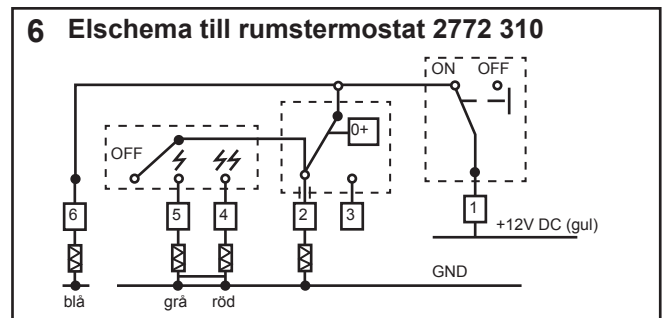 6 Elschema till rumstermostat 2772 310
ON OFF
0+
OFF
6 5 4 2 3 1
+12V DC (gul)
GND
blå grå röd